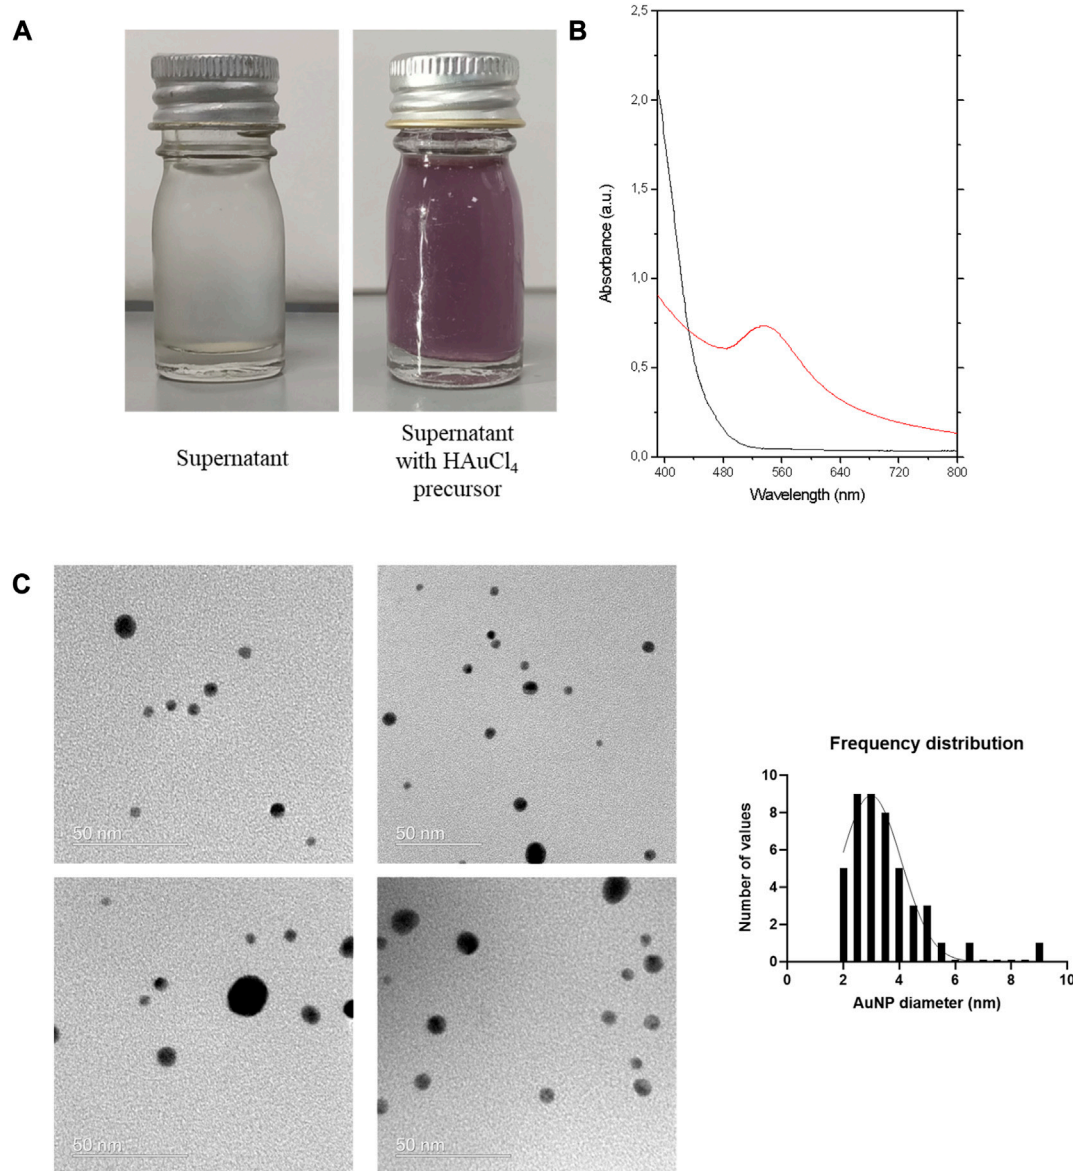 A
Supernatant
Supernatant
with HAuCl₄
precursor
B
2,5
2,0
1,5
1,0
0,5
0,0
Absorbance (a.u.)
400 480 560 640 720 800
Wavelength (nm)
C
50 nm
50 nm
50 nm
50 nm
Frequency distribution
10
8
6
4
2
0
Number of values
0 2 4 6 8 10
AuNP diameter (nm)